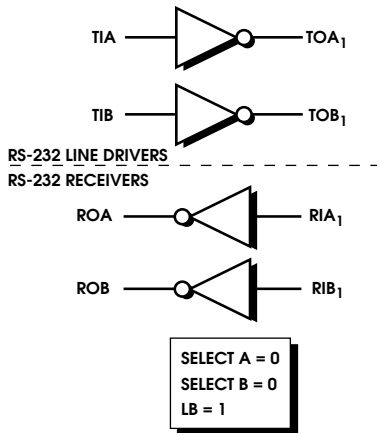 TIA TOA1
TIB TOB1
RS-232 LINE DRIVERS
RS-232 RECEIVERS
ROA RIA1
ROB RIB1
SELECT A = 0
SELECT B = 0
LB = 1